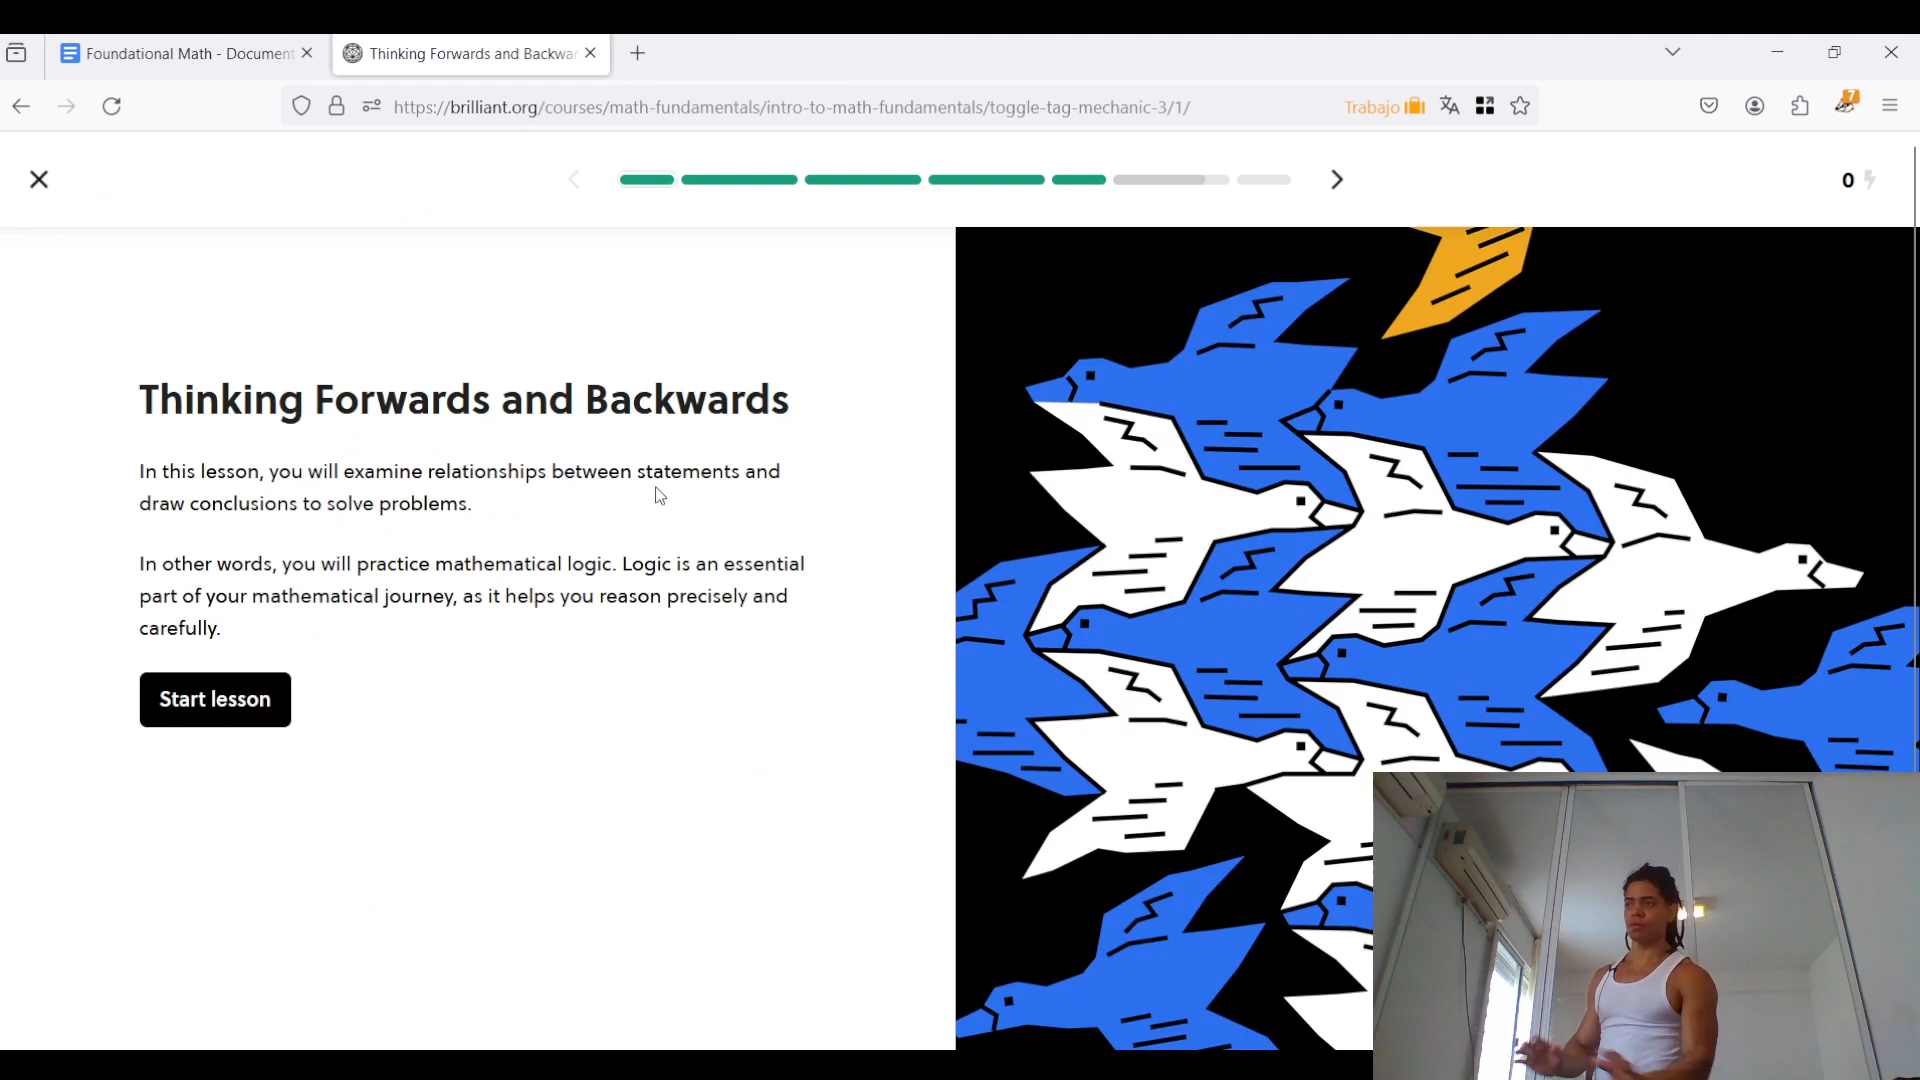 Foundational Math - Document
Thinking Forwards and Backwar
https://brilliant.org/courses/math-fundamentals/intro-to-math-fundamentals/toggle-tag-mechanic-3/1/
Trabajo
7
0
Thinking Forwards and Backwards
In this lesson, you will examine relationships between statements and
draw conclusions to solve problems.
In other words, you will practice mathematical logic. Logic is an essential
part of your mathematical journey, as it helps you reason precisely and
carefully.
Start lesson